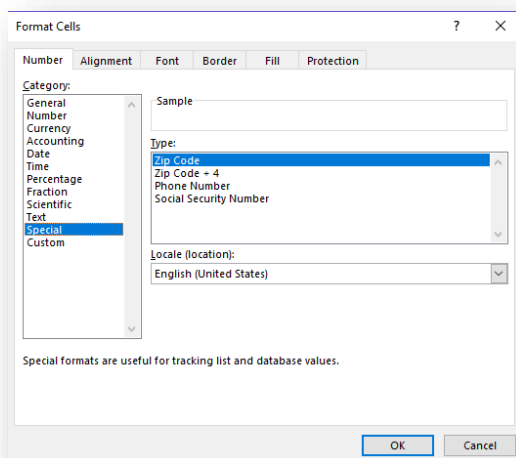 Format Cells
? ×
Number Alignment Font Border Fill Protection
Category:
General
Number
Currency
Accounting
Date
Time
Percentage
Fraction
Scientific
Text
Special
Custom
Sample
Type:
Zip Code
Zip Code + 4
Phone Number
Social Security Number
Locale (location):
English (United States)
Special formats are useful for tracking list and database values.
OK Cancel